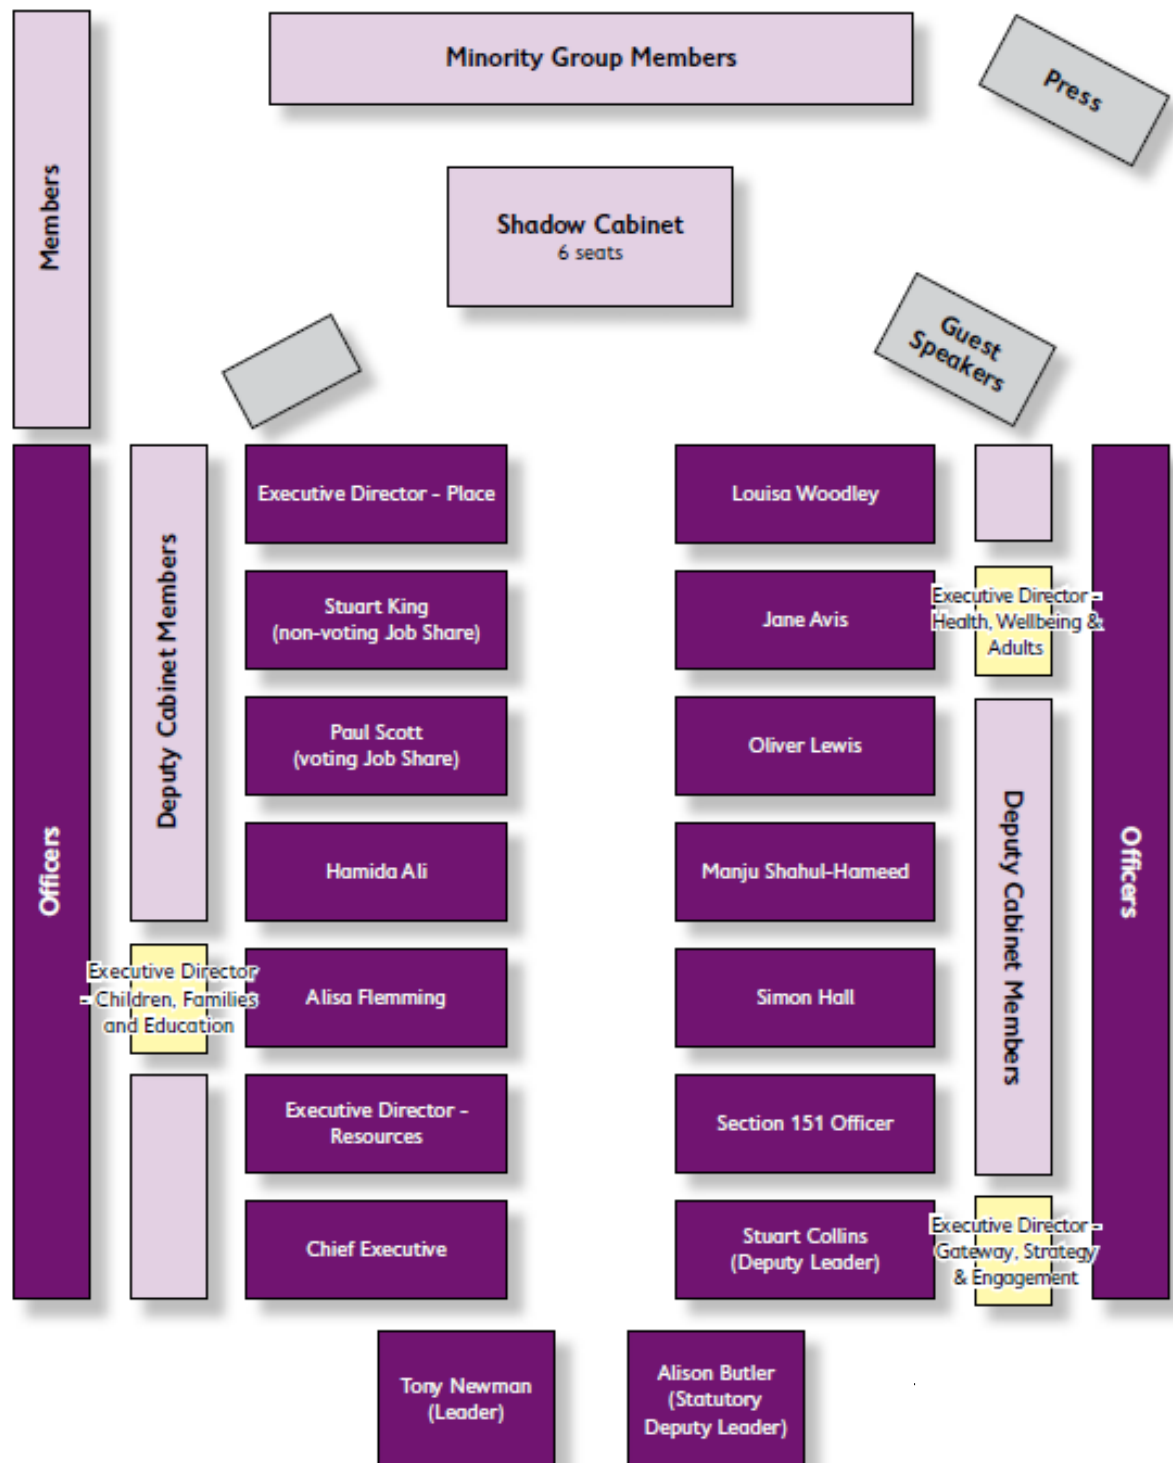 Minority Group Members
Press
Members
Shadow Cabinet
6 seats
Guest
Speakers
Executive Director - Place
Louisa Woodley
Deputy Cabinet Members
Stuart King
(non-voting Job Share)
Jane Avis
Executive Director -
Health, Wellbeing &
Adults
Paul Scott
(voting Job Share)
Oliver Lewis
Officers
Hamida Ali
Manju Shahul-Hameed
Deputy Cabinet Members
Officers
Executive Director
- Children, Families
and Education
Alisa Flemming
Simon Hall
Executive Director -
Resources
Section 151 Officer
Chief Executive
Stuart Collins
(Deputy Leader)
Executive Director -
Gateway, Strategy
& Engagement
Tony Newman
(Leader)
Alison Butler
(Statutory
Deputy Leader)